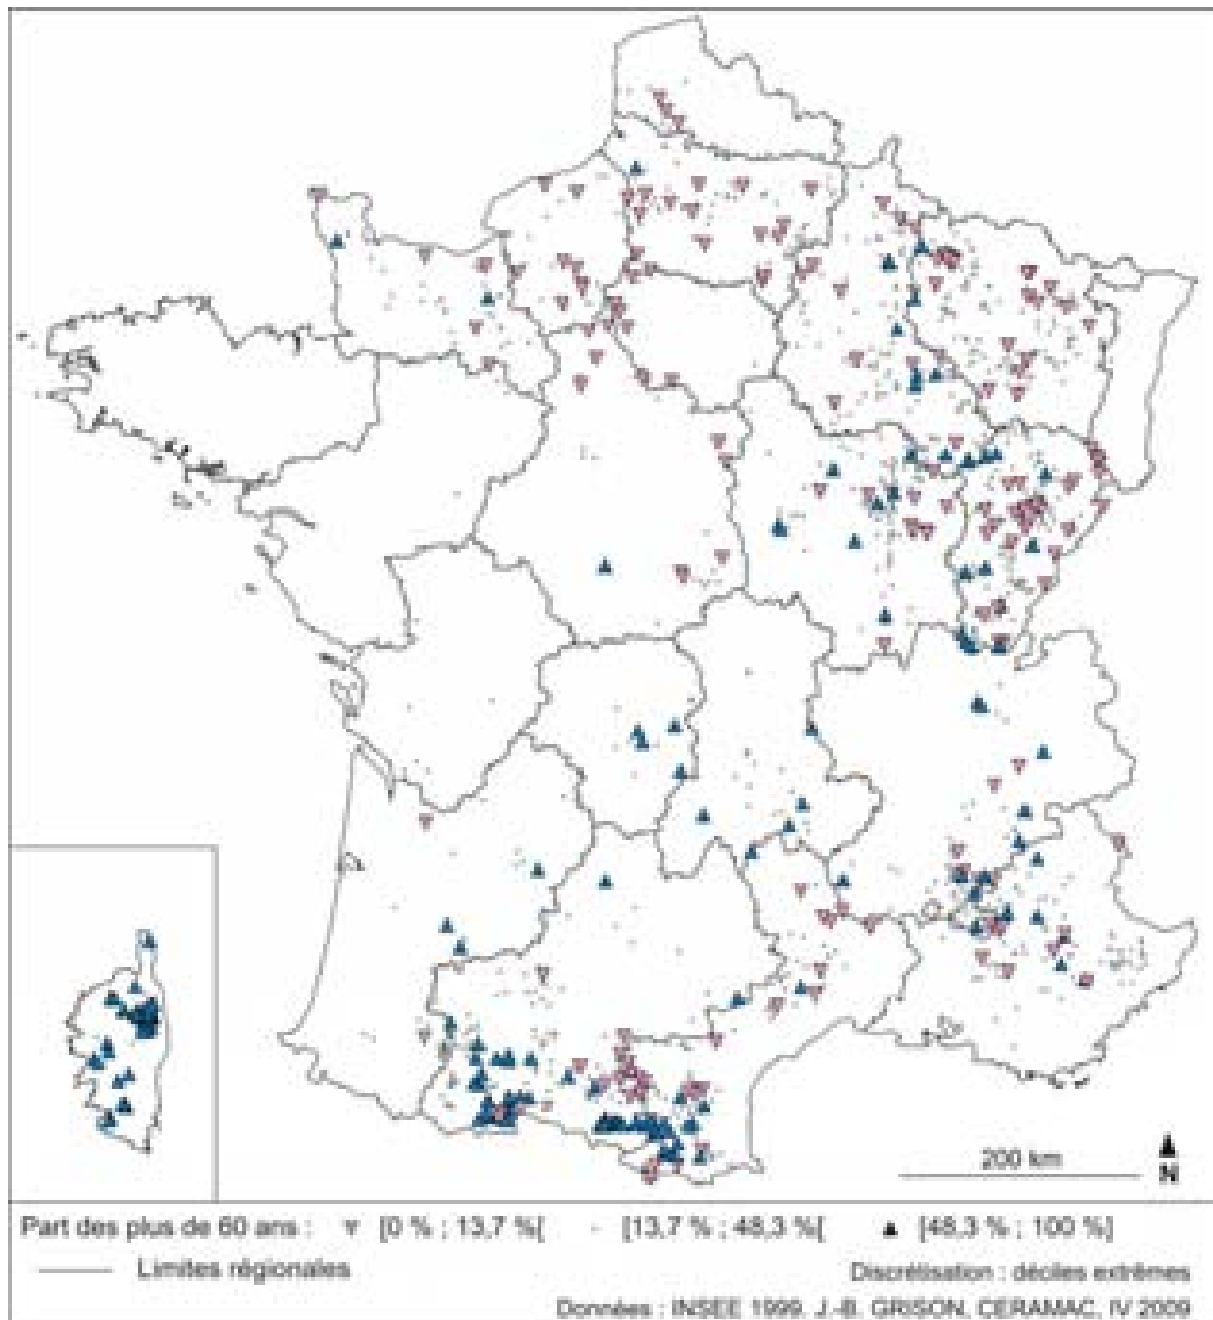 200 km
N
Part des plus de 60 ans : [0 % ; 13,7 %[ [13,7 % ; 48,3 %[ [48,3 % ; 100 %]
Limites régionales
Discrétisation : déciles extrêmes
Données : INSEE 1999. J.-B. GRISON, CERAMAC, IV 2009